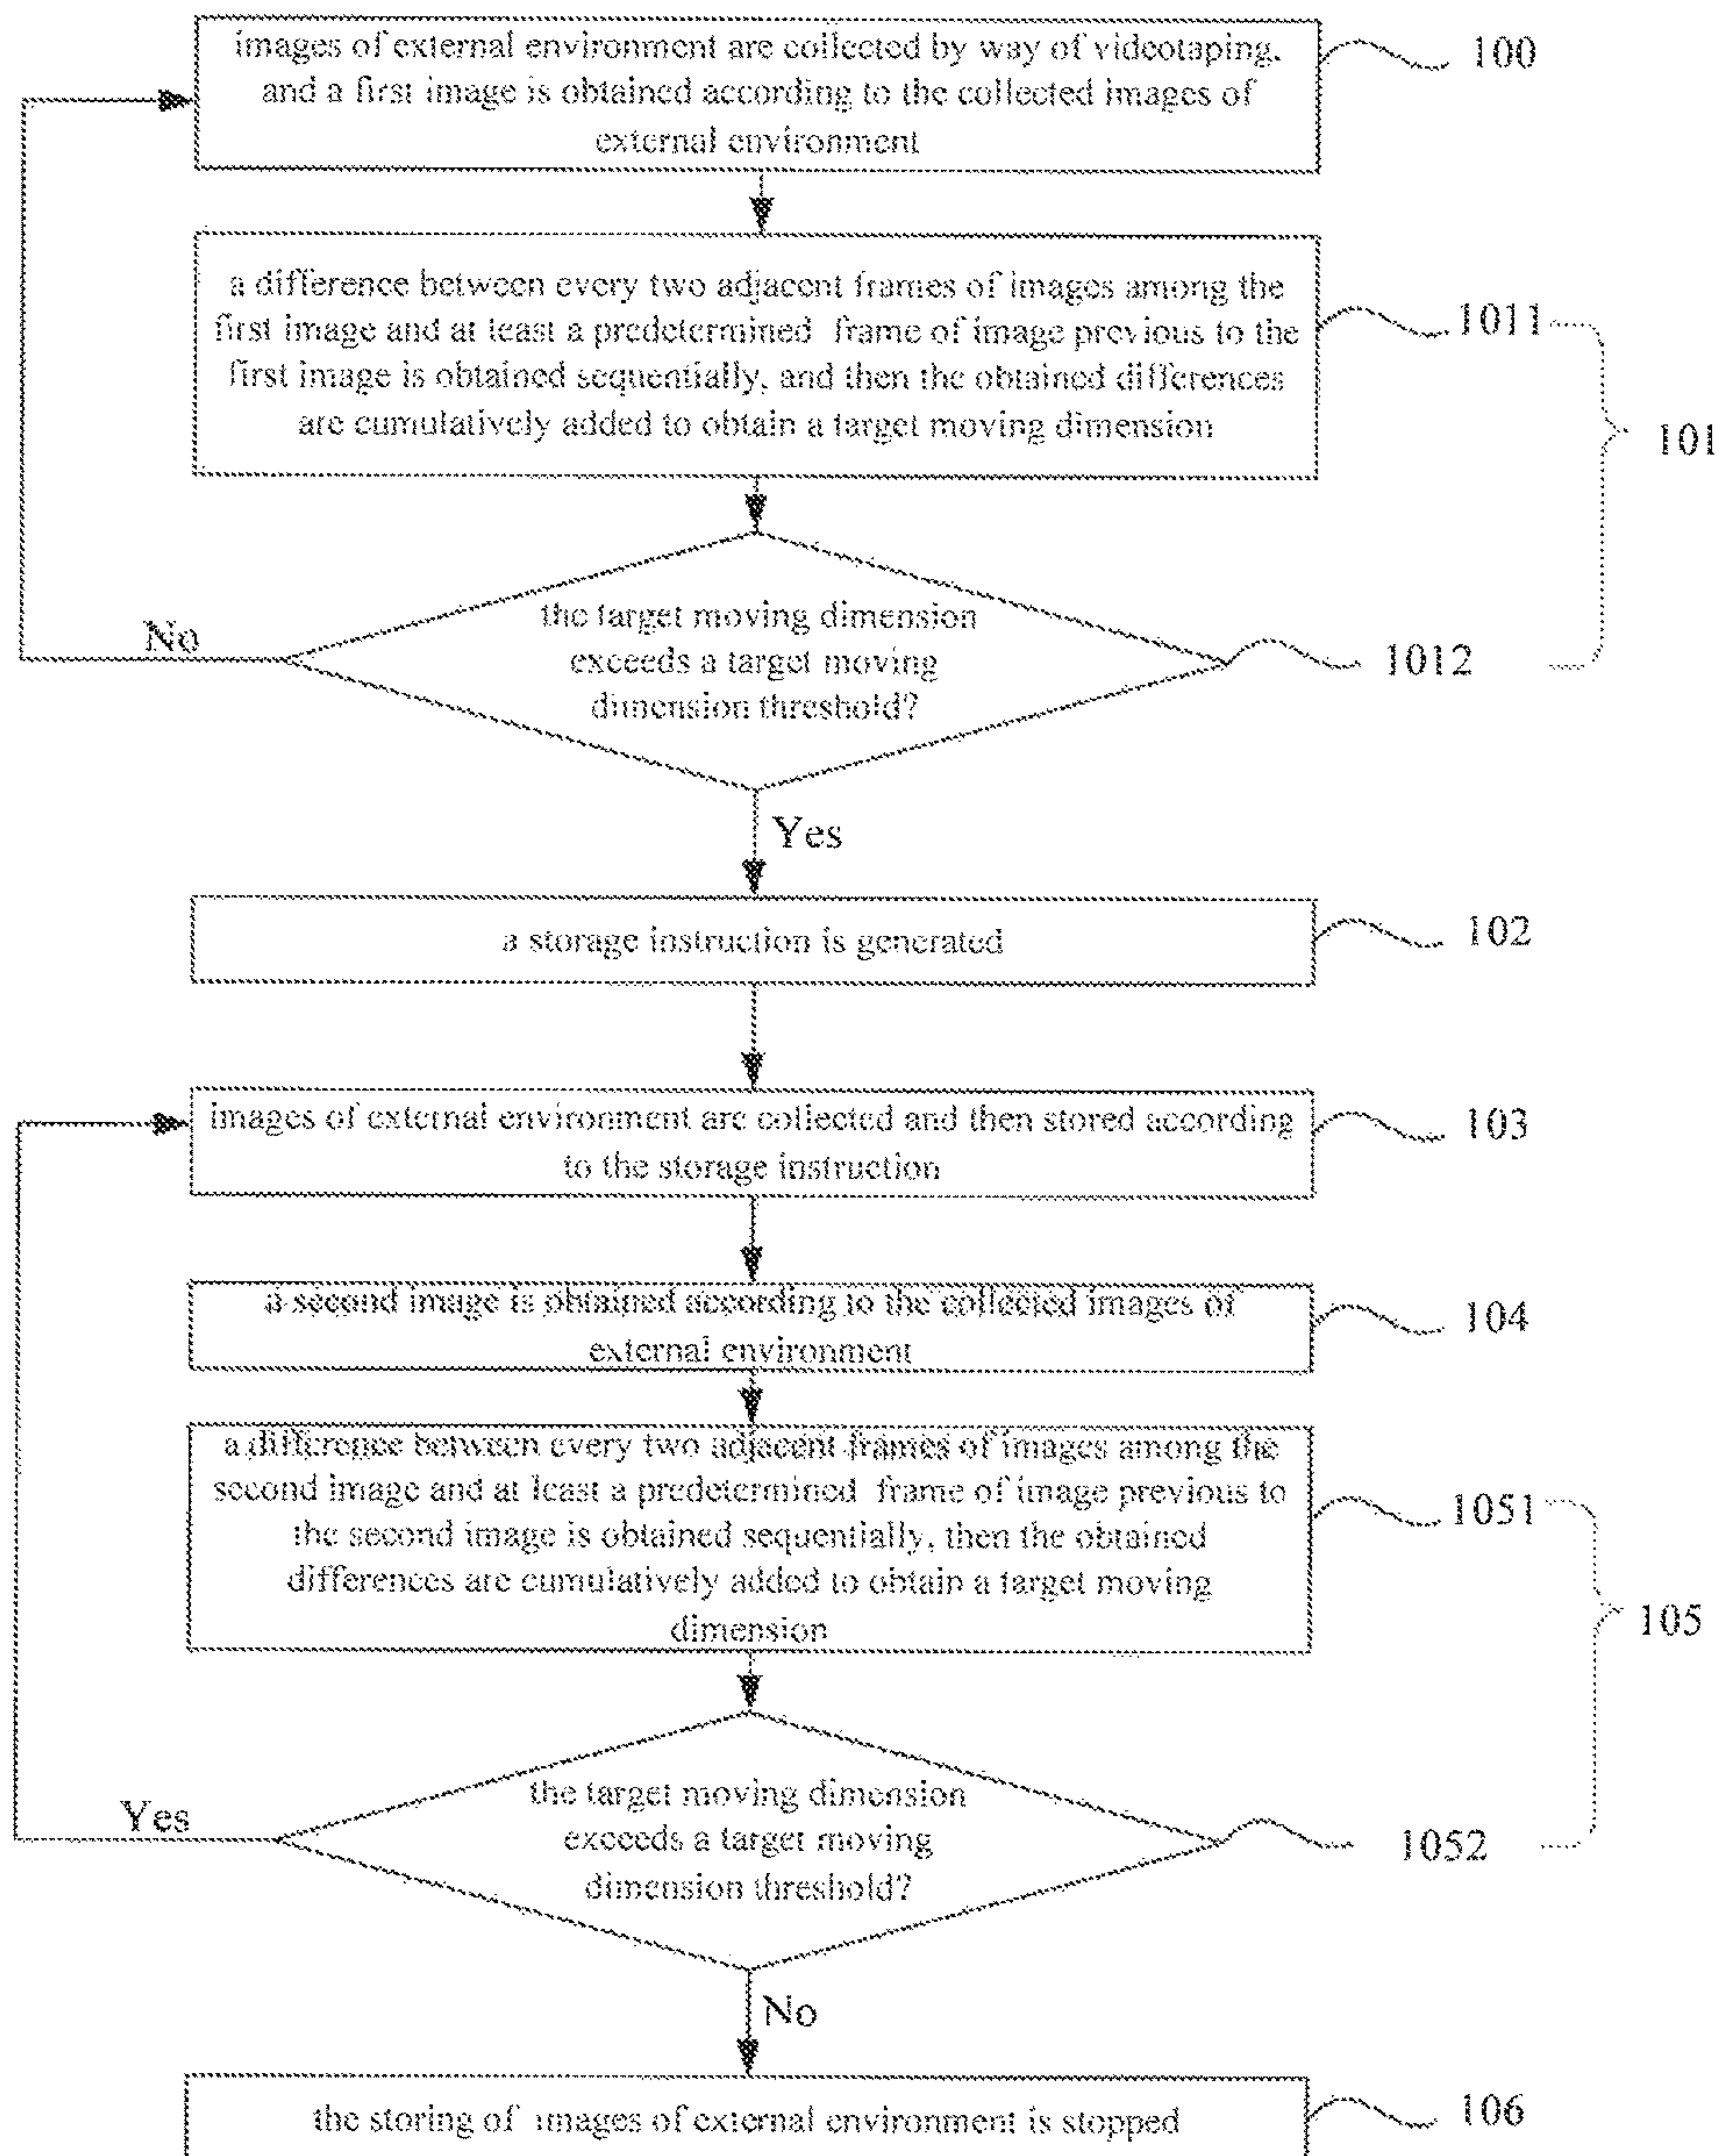 images of external environment are collected by way of videotaping,
and a first image is obtained according to the collected images of
external environment
100
a difference between every two adjacent frames of images among the
first image and at least a predetermined frame of image previous to the
first image is obtained sequentially, and then the obtained differences
are cumulatively added to obtain a target moving dimension
1011
101
the target moving dimension
exceeds a target moving
dimension threshold?
No
1012
Yes
a storage instruction is generated
102
images of external environment are collected and then stored according
to the storage instruction
103
a second image is obtained according to the collected images of
external environment
104
a difference between every two adjacent frames of images among the
second image and at least a predetermined frame of image previous to
the second image is obtained sequentially, then the obtained
differences are cumulatively added to obtain a target moving
dimension
1051
105
the target moving dimension
exceeds a target moving
dimension threshold?
Yes
1052
No
the storing of images of external environment is stopped
106